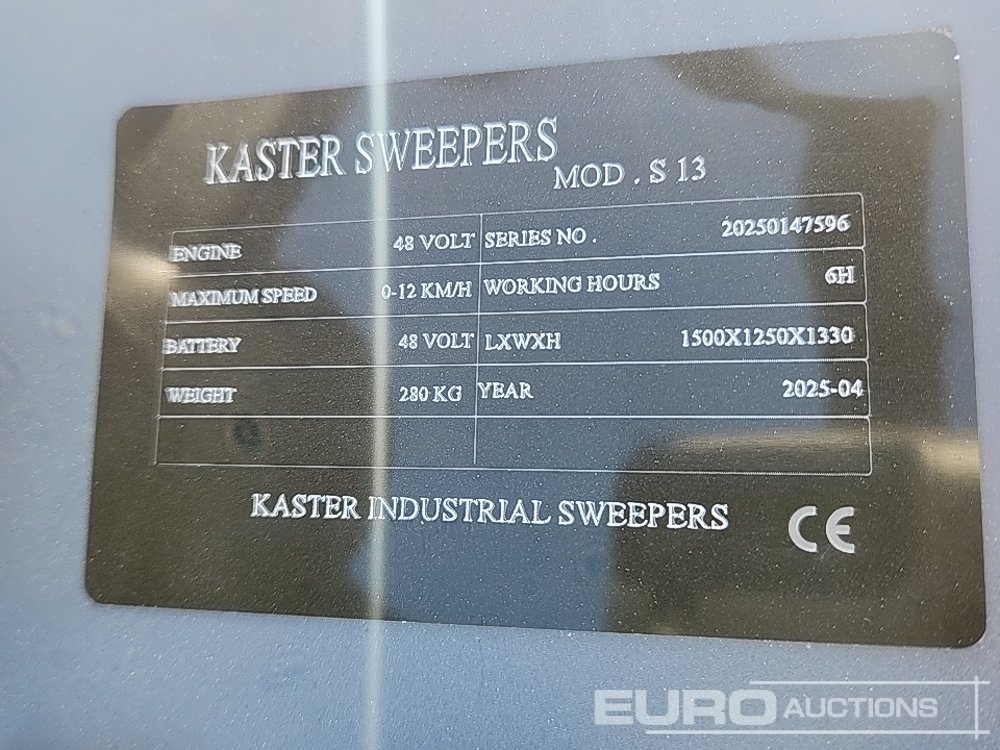 KASTER SWEEPERS
MOD . S 13
ENGINE 48 VOLT SERIES NO . 20250147596
MAXIMUM SPEED 0-12 KM/H WORKING HOURS 6H
BATTERY 48 VOLT LXWXH 1500X1250X1330
WEIGHT 280 KG YEAR 2025-04
KASTER INDUSTRIAL SWEEPERS CE
EURO AUCTIONS